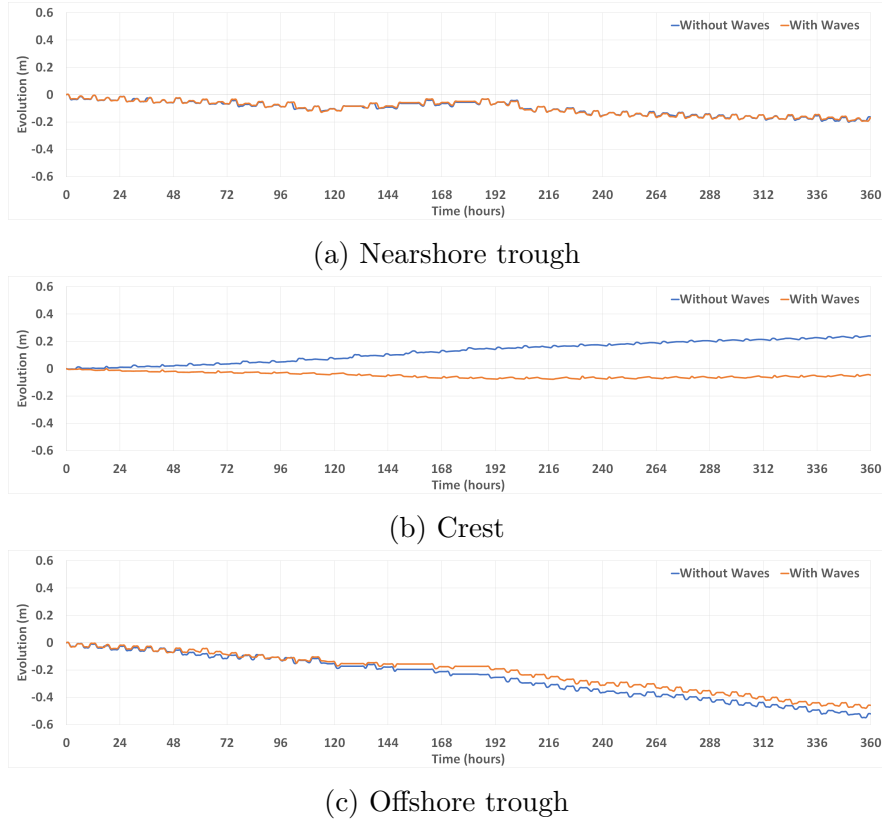 0.6
Without Waves With Waves
0.4
0.2
0
-0.2
-0.4
-0.6
Evolution (m)
0 24 48 72 96 120 144 168 192 216 240 264 288 312 336 360
Time (hours)
(a) Nearshore trough
0.6
Without Waves With Waves
0.4
0.2
0
-0.2
-0.4
-0.6
Evolution (m)
0 24 48 72 96 120 144 168 192 216 240 264 288 312 336 360
Time (hours)
(b) Crest
0.6
Without Waves With Waves
0.4
0.2
0
-0.2
-0.4
-0.6
Evolution (m)
0 24 48 72 96 120 144 168 192 216 240 264 288 312 336 360
Time (hours)
(c) Offshore trough